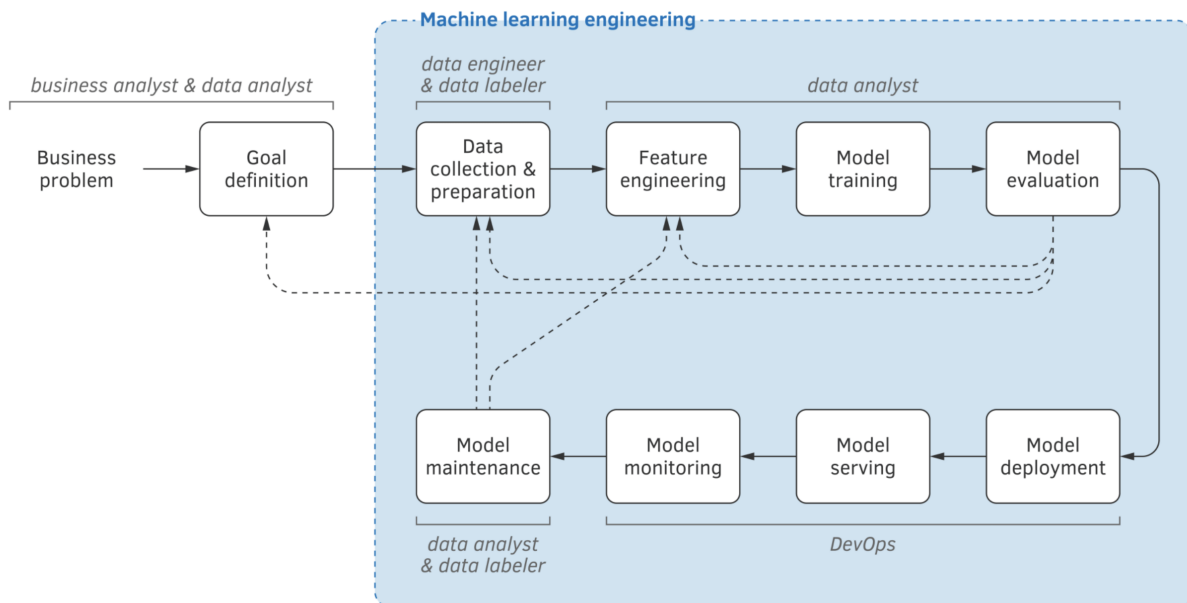 Machine learning engineering
business analyst & data analyst
data engineer
& data labeler
data analyst
Business
problem
Goal
definition
Data
collection &
preparation
Feature
engineering
Model
training
Model
evaluation
Model
maintenance
Model
monitoring
Model
serving
Model
deployment
data analyst
& data labeler
DevOps